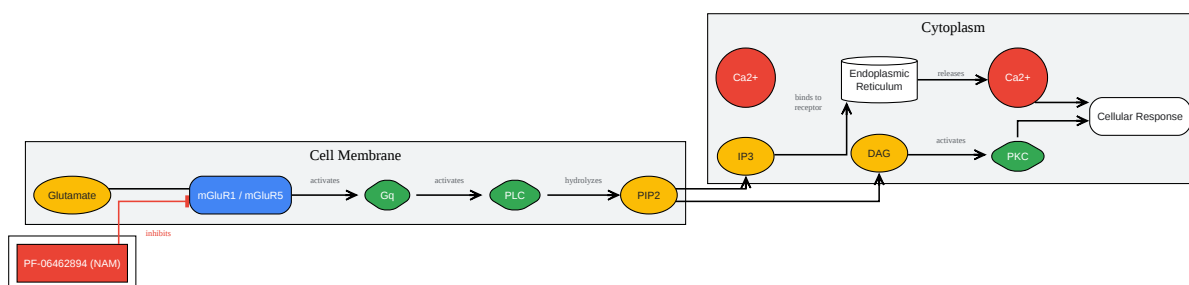 Cytoplasm
Ca2+
Endoplasmic
Reticulum
releases
Ca2+
binds to
receptor
Cellular Response
IP3
DAG
activates
PKC
Cell Membrane
Glutamate
mGluR1 / mGluR5
activates
Gq
activates
PLC
hydrolyzes
PIP2
inhibits
PF-06462894 (NAM)